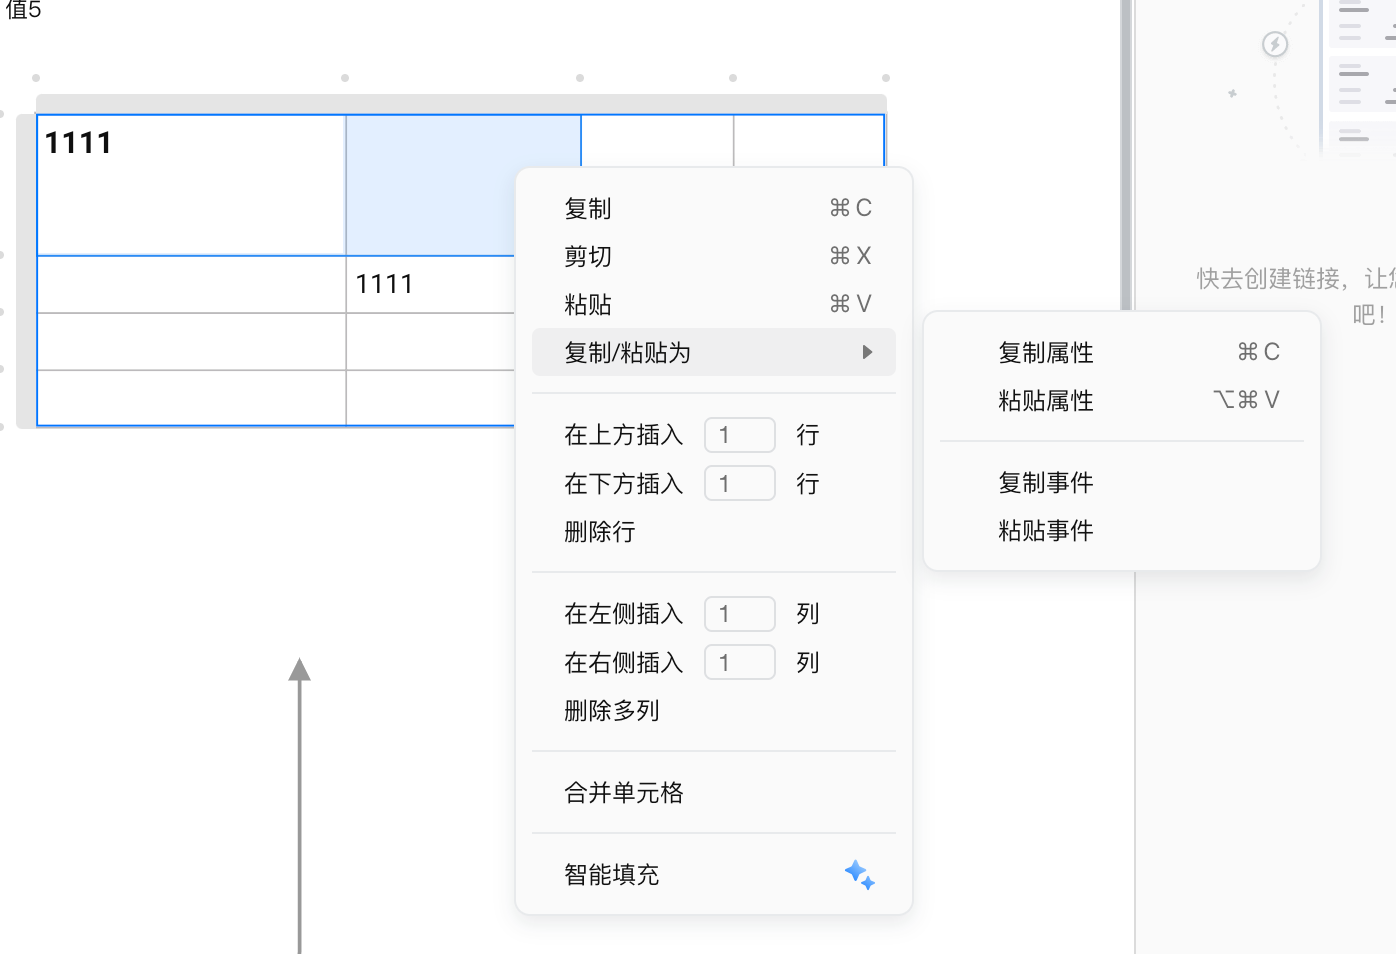 值5
1111
1111
复制 ⌘ C
剪切 ⌘ X
粘贴 ⌘ V
复制/粘贴为
在上方插入 1 行
在下方插入 1 行
删除行
在左侧插入 1 列
在右侧插入 1 列
删除多列
合并单元格
智能填充
复制属性 ⌘ C
粘贴属性 ⌥⌘ V
复制事件
粘贴事件
快去创建链接，让
吧！